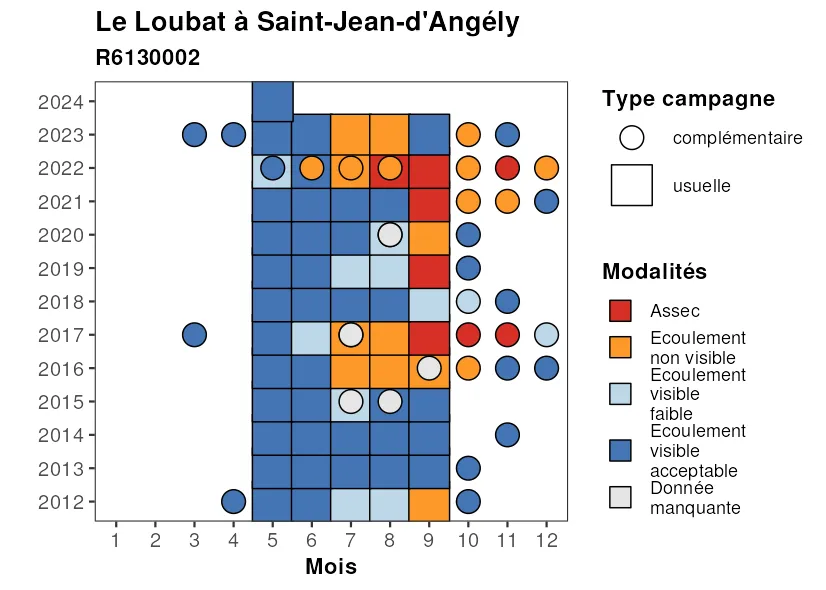 Le Loubat à Saint-Jean-d'Angély
R6130002
2024
2023
2022
2021
2020
2019
2018
2017
2016
2015
2014
2013
2012
1 2 3 4 5 6 7 8 9 10 11 12
Mois
Type campagne
complémentaire
usuelle
Modalités
Assec
Ecoulement
non visible
Ecoulement
visible
faible
Ecoulement
visible
acceptable
Donnée
manquante